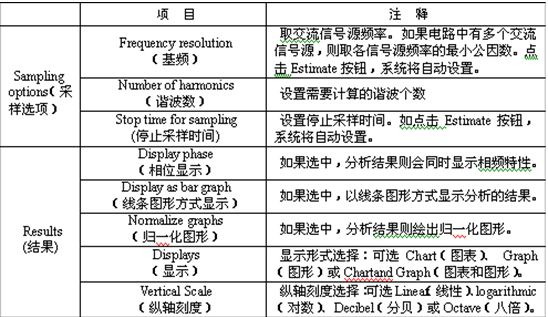 项 目 注 释
Sampling
options(采
样选项)
Frequency resolution
(基频)
取交流信号源频率。如果电路中有多个交流
信号源,则取各信号源频率的最小公因数。点
击 Estimate 按钮,系统将自动设置。
Number of harmonics
(谐波数)
设置需要计算的谐波个数
Stop time for sampling
(停止采样时间)
设置停止采样时间。如点击 Estimate 按钮,
系统将自动设置。
Results
(结果)
Display phase
(相位显示)
如果选中,分析结果则会同时显示相频特性。
Display as bar graph
(线条图形方式显示)
如果选中,以线条图形方式显示分析的结果。
Normalize graphs
(归一化图形)
如果选中,分析结果则绘出归一化图形。
Displays
(显示)
显示形式选择:可选 Chart(图表)、Graph
(图形)或 Chartand Graph(图表和图形)。
Vertical Scale
(纵轴刻度)
纵轴刻度选择:可选 Linear(线性)、logarithmic
(对数)、Decibel(分贝)或 Octave(八倍)。